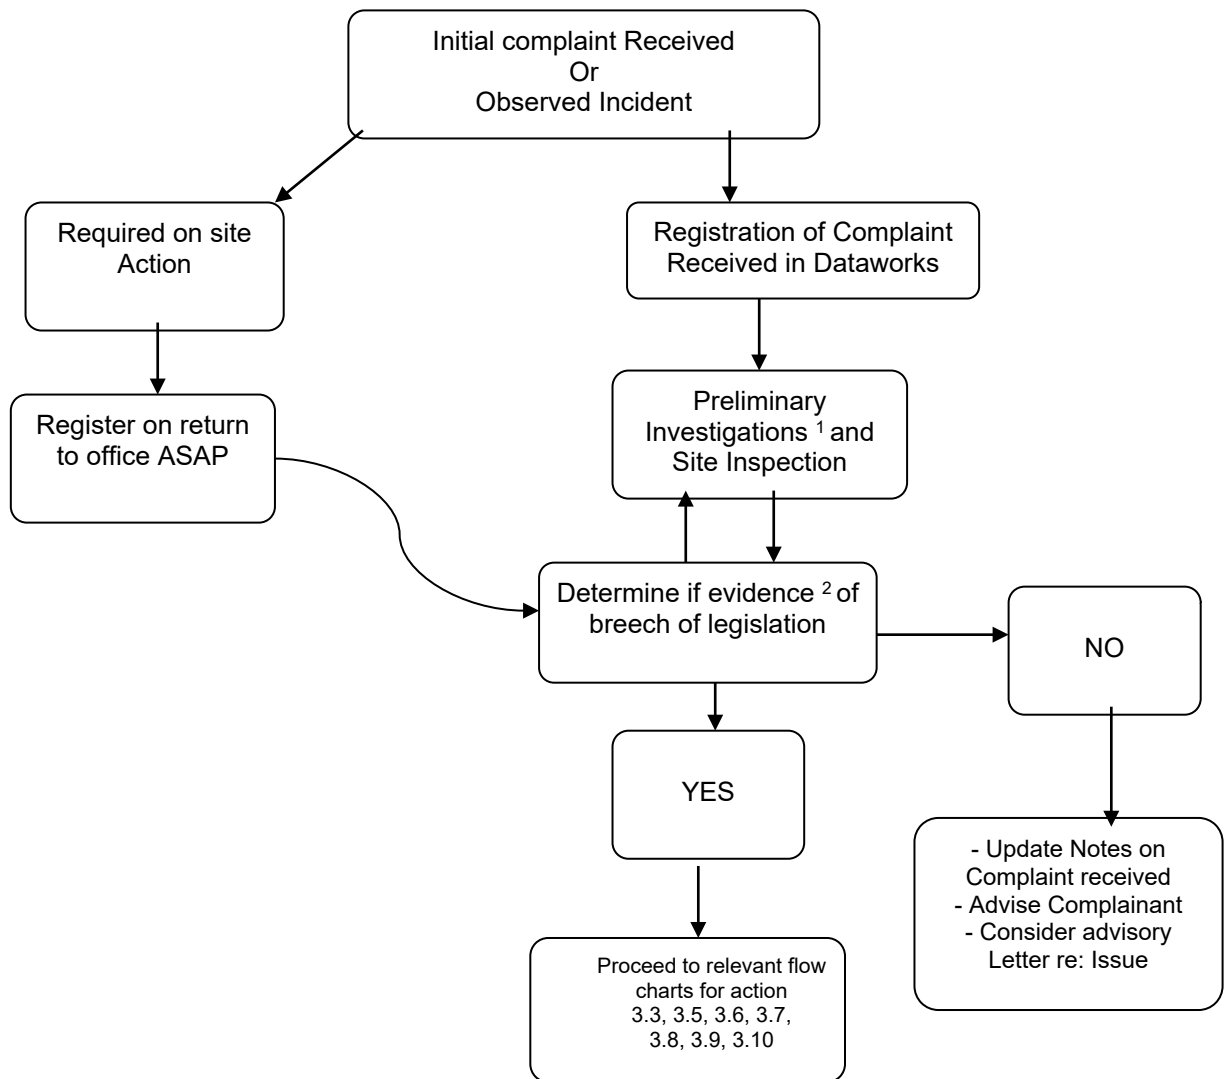 Initial complaint Received
Or
Observed Incident
Required on site
Action
Registration of Complaint
Received in Dataworks
Register on return
to office ASAP
Preliminary
Investigations 1 and
Site Inspection
Determine if evidence 2 of
breech of legislation
NO
YES
- Update Notes on
Complaint received
- Advise Complainant
- Consider advisory
Letter re: Issue
Proceed to relevant flow
charts for action
3.3, 3.5, 3.6, 3.7,
3.8, 3.9, 3.10